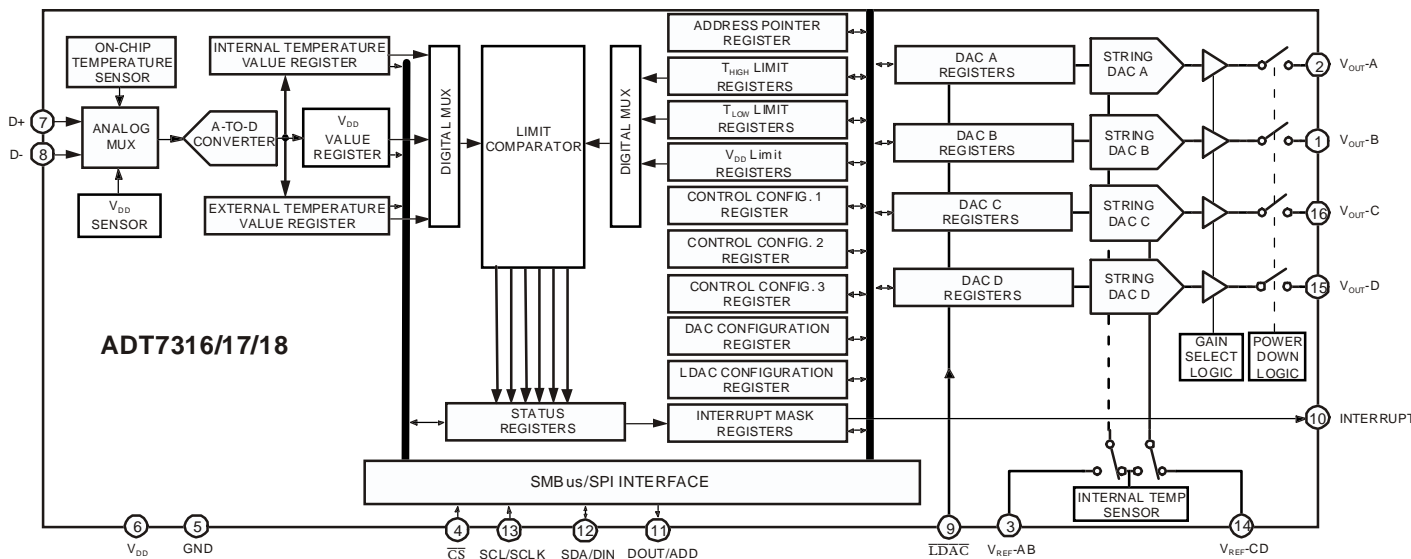 ON-CHIP
TEMPERATURE
SENSOR
INTERNAL TEMPERATURE
VALUE REGISTER
D+
7
D-
8
ANALOG
MUX
A-TO-D
CONVERTER
VDD
VALUE
REGISTER
VDD
SENSOR
EXTERNAL TEMPERATURE
VALUE REGISTER
DIGITAL MUX
LIMIT
COMPARATOR
DIGITAL MUX
ADDRESS POINTER
REGISTER
THIGH LIMIT
REGISTERS
TLOW LIMIT
REGISTERS
VDD Limit
REGISTERS
CONTROL CONFIG. 1
REGISTER
CONTROL CONFIG. 2
REGISTER
CONTROL CONFIG. 3
REGISTER
DAC CONFIGURATION
REGISTER
LDAC CONFIGURATION
REGISTER
INTERRUPT MASK
REGISTERS
STATUS
REGISTERS
DAC A
REGISTERS
STRING
DAC A
2
VOUT-A
DAC B
REGISTERS
STRING
DAC B
1
VOUT-B
DAC C
REGISTERS
STRING
DAC C
16
VOUT-C
DAC D
REGISTERS
STRING
DAC D
15
VOUT-D
GAIN
SELECT
LOGIC
POWER
DOWN
LOGIC
10
INTERRUPT
ADT7316/17/18
SMBus/SPI INTERFACE
INTERNAL TEMP
SENSOR
6
VDD
5
GND
4
CS
13
SCL/SCLK
12
SDA/DIN
11
DOUT/ADD
9
LDAC
3
VREF-AB
14
VREF-CD